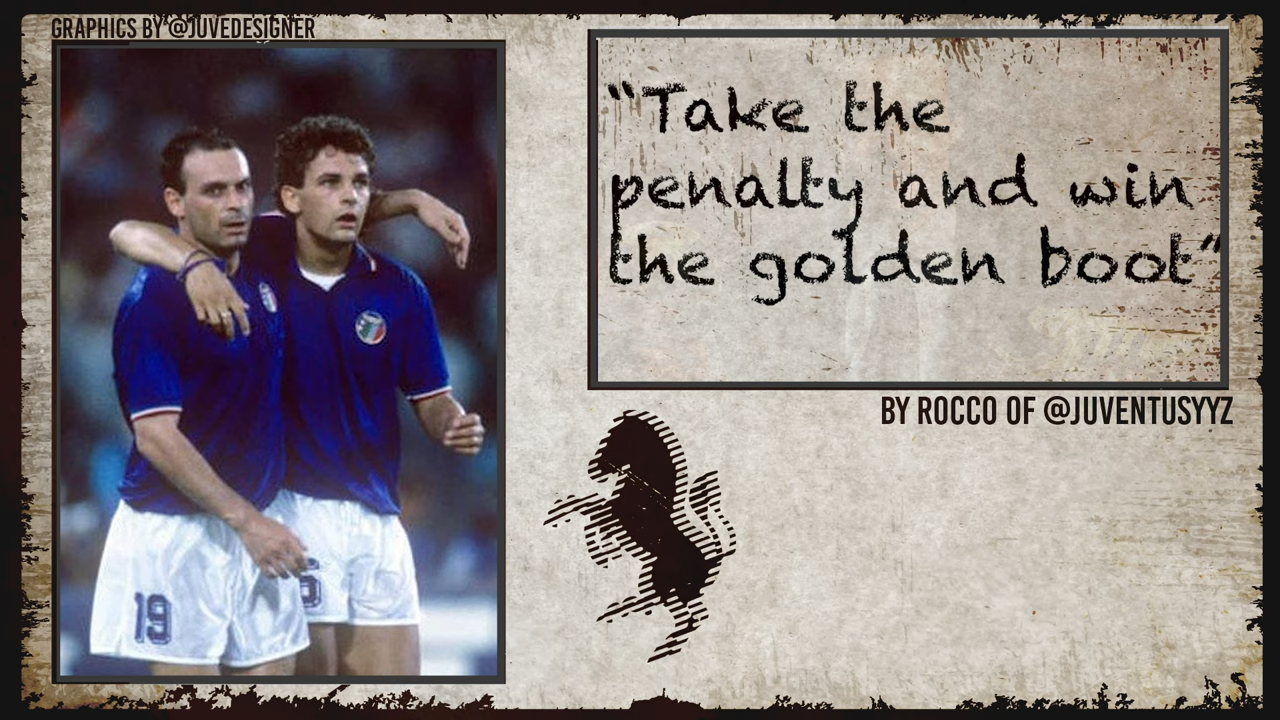 GRAPHICS BY @JUVEDESIGNER
“Take the
penalty and win
the golden boot”
BY ROCCO OF @JUVENTUSYYZ
19